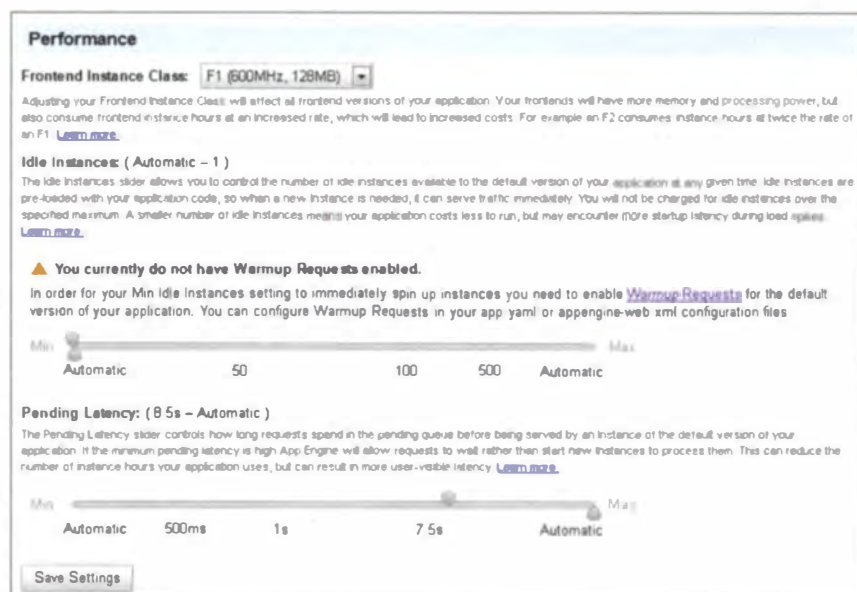 Performance
Frontend Instance Class: F1 (600MHz, 128MB)
Adjusting your Frontend Instance Class will affect all frontend versions of your application. Your frontends will have more memory and processing power, but
also consume frontend instance hours at an increased rate, which will lead to increased costs. For example an F2 consumes instance hours at twice the rate of
an F1. Learn more.
Idle Instances: ( Automatic – 1 )
The Idle Instances slider allows you to control the number of idle instances available to the default version of your application at any given time. Idle Instances are
pre-loaded with your application code, so when a new Instance is needed, it can serve traffic immediately. You will not be charged for idle instances over the
specified maximum. A smaller number of idle Instances means your application costs less to run, but may encounter more startup latency during load spikes.
Learn more.
You currently do not have Warmup Requests enabled.
In order for your Min Idle Instances setting to immediately spin up instances you need to enable Warmup Requests for the default
version of your application. You can configure Warmup Requests in your app yaml or appengine-web xml configuration files
Min Max
Automatic 50 100 500 Automatic
Pending Latency: ( 8 5s – Automatic )
The Pending Latency slider controls how long requests spend in the pending queue before being served by an Instance of the default version of your
application. If the minimum pending latency is high App Engine will allow requests to wait rather than start new Instances to process them. This can reduce the
number of instance hours your application uses, but can result in more user-visible latency. Learn more.
Min Max
Automatic 500ms 1s 7 5s Automatic
Save Settings